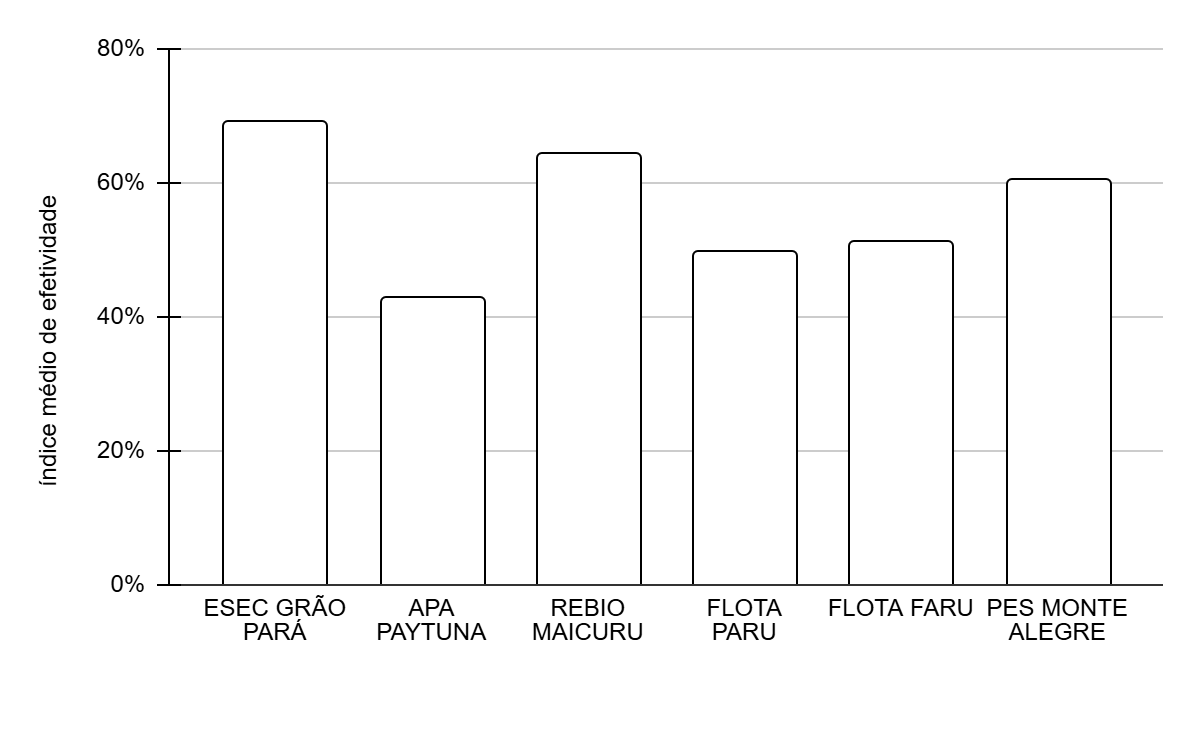 80%
60%
40%
20%
0%
índice médio de efetividade
ESEC GRÃO
PARÁ
APA
PAYTUNA
REBIO
MAICURU
FLOTA
PARU
FLOTA FARU
PES MONTE
ALEGRE